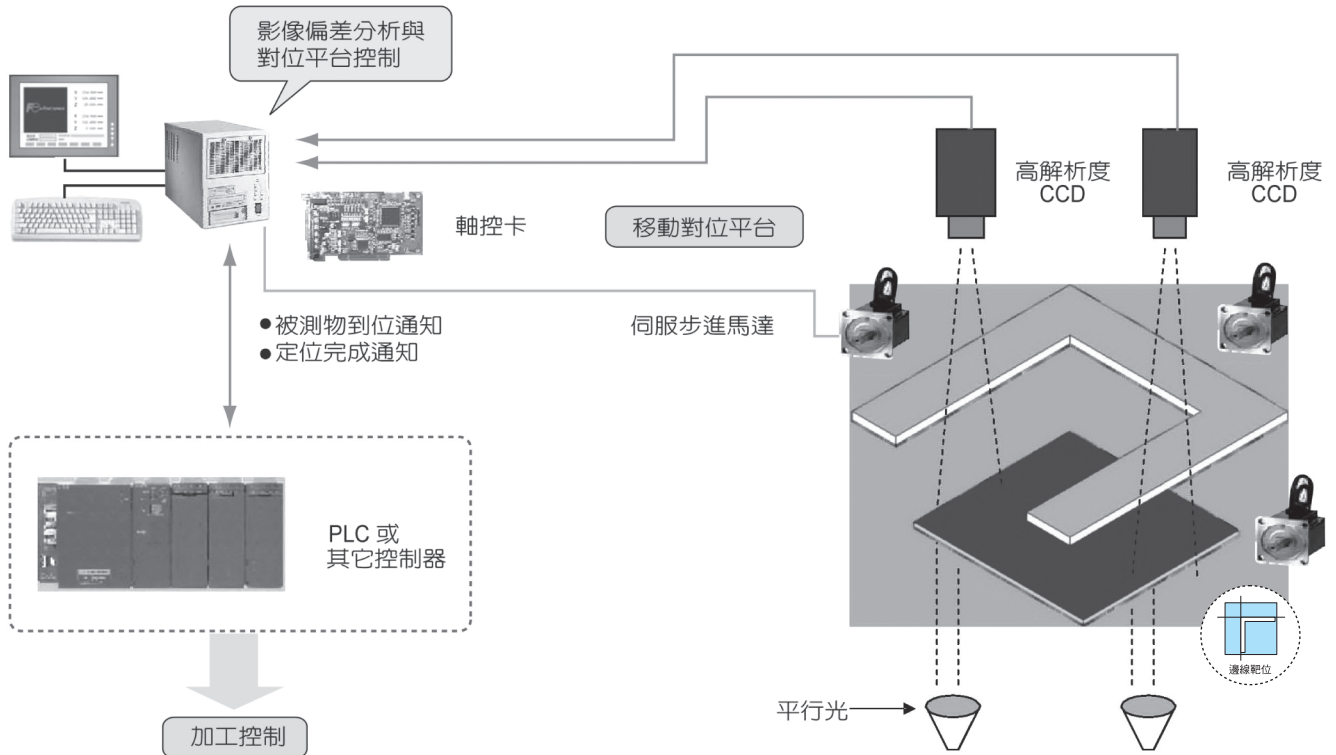 影像偏差分析與
對位平台控制
高解析度
CCD
高解析度
CCD
軸控卡
移動對位平台
●被測物到位通知
●定位完成通知
伺服步進馬達
PLC 或
其它控制器
邊線靶位
平行光
加工控制